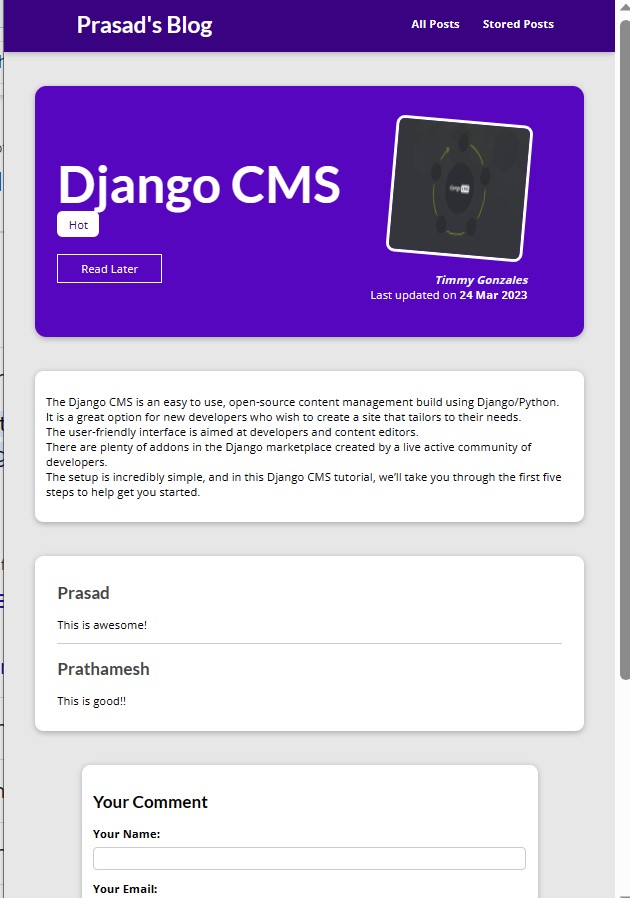 Prasad's Blog
All Posts
Stored Posts
Django CMS
Hot
Read Later
Timmy Gonzales
Last updated on 24 Mar 2023
The Django CMS is an easy to use, open-source content management build using Django/Python.
It is a great option for new developers who wish to create a site that tailors to their needs.
The user-friendly interface is aimed at developers and content editors.
There are plenty of addons in the Django marketplace created by a live active community of
developers.
The setup is incredibly simple, and in this Django CMS tutorial, we’ll take you through the first five
steps to help get you started.
Prasad
This is awesome!
Prathamesh
This is good!!
Your Comment
Your Name:
Your Email: